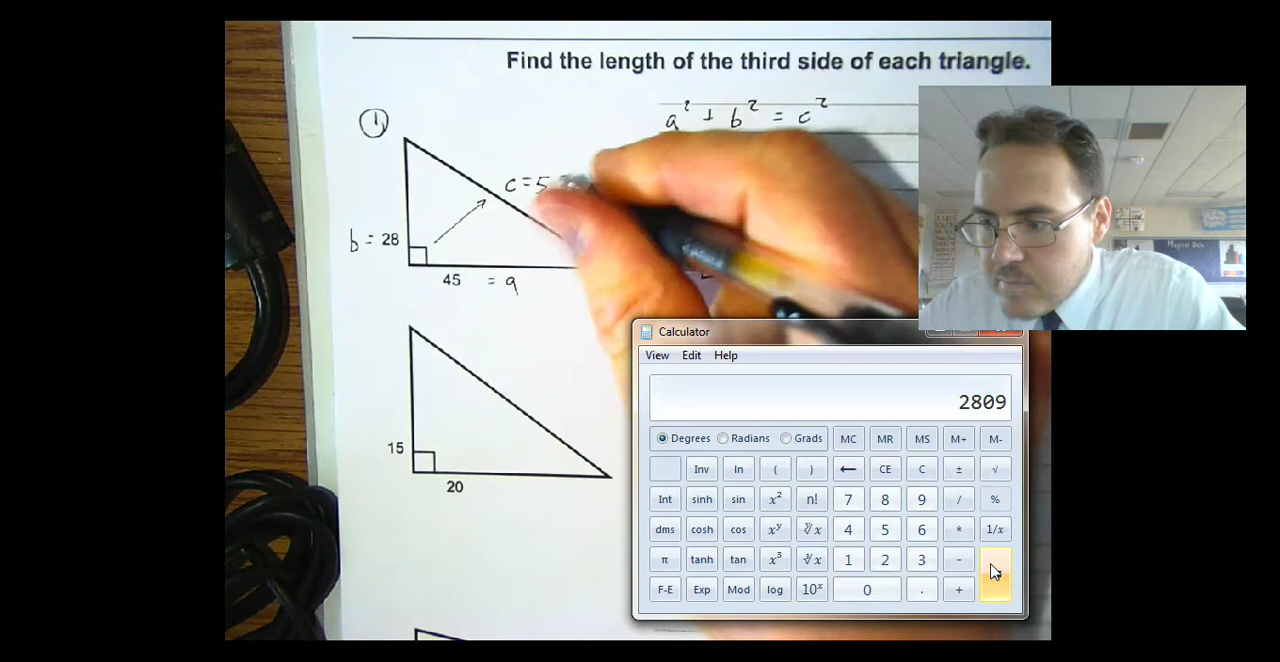 Find the length of the third side of each triangle.
a² + b² = c²
1
c = 5
b = 28
45 = a
15
20
Magical Odis
Calculator
View Edit Help
2809
Degrees Radians Grads MC MR MS M+ M-
Inv ln ( ) ← CE C ± √
Int sinh sin x² n! 7 8 9 / %
dms cosh cos xʸ ʸ√x 4 5 6 * 1/x
π tanh tan x³ ³√x 1 2 3 -
F-E Exp Mod log 10ˣ 0 . +